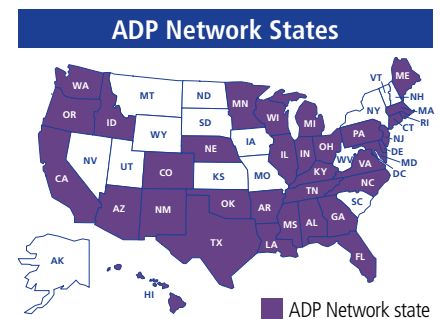 ADP Network States
WA
MT
ND
MN
VT
ME
NH
MA
RI
CT
NJ
DE
MD
DC
OR
ID
WY
SD
WI
MI
NY
PA
NV
UT
CO
NE
IA
IL
IN
OH
WV
VA
CA
KS
MO
KY
NC
AZ
NM
OK
AR
TN
SC
TX
LA
MS
AL
GA
FL
AK
HI
ADP Network state